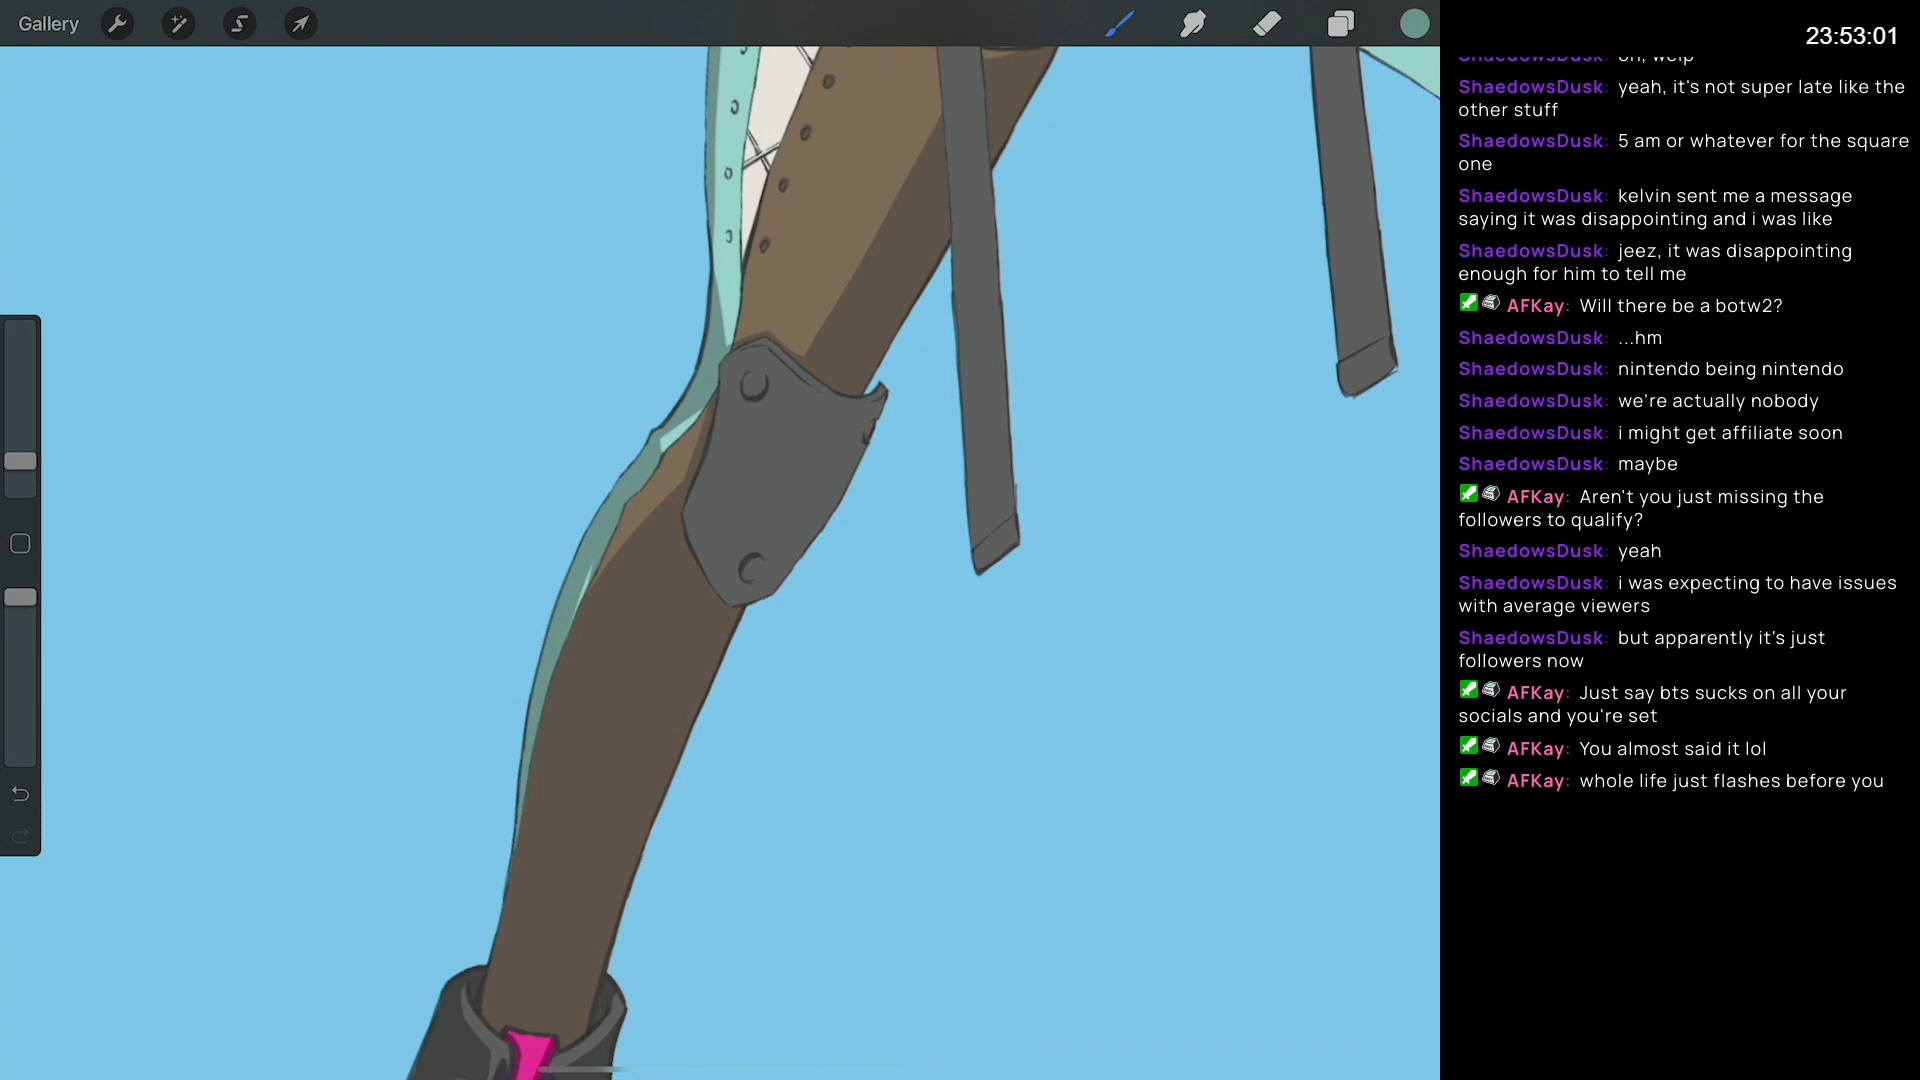 Gallery
23:53:01
ShaedowsDusk: oh, welp
ShaedowsDusk: yeah, it's not super late like the
other stuff
ShaedowsDusk: 5 am or whatever for the square
one
ShaedowsDusk: kelvin sent me a message
saying it was disappointing and i was like
ShaedowsDusk: jeez, it was disappointing
enough for him to tell me
AFKay: Will there be a botw2?
ShaedowsDusk: ...hm
ShaedowsDusk: nintendo being nintendo
ShaedowsDusk: we're actually nobody
ShaedowsDusk: i might get affiliate soon
ShaedowsDusk: maybe
AFKay: Aren't you just missing the
followers to qualify?
ShaedowsDusk: yeah
ShaedowsDusk: i was expecting to have issues
with average viewers
ShaedowsDusk: but apparently it's just
followers now
AFKay: Just say bts sucks on all your
socials and you're set
AFKay: You almost said it lol
AFKay: whole life just flashes before you